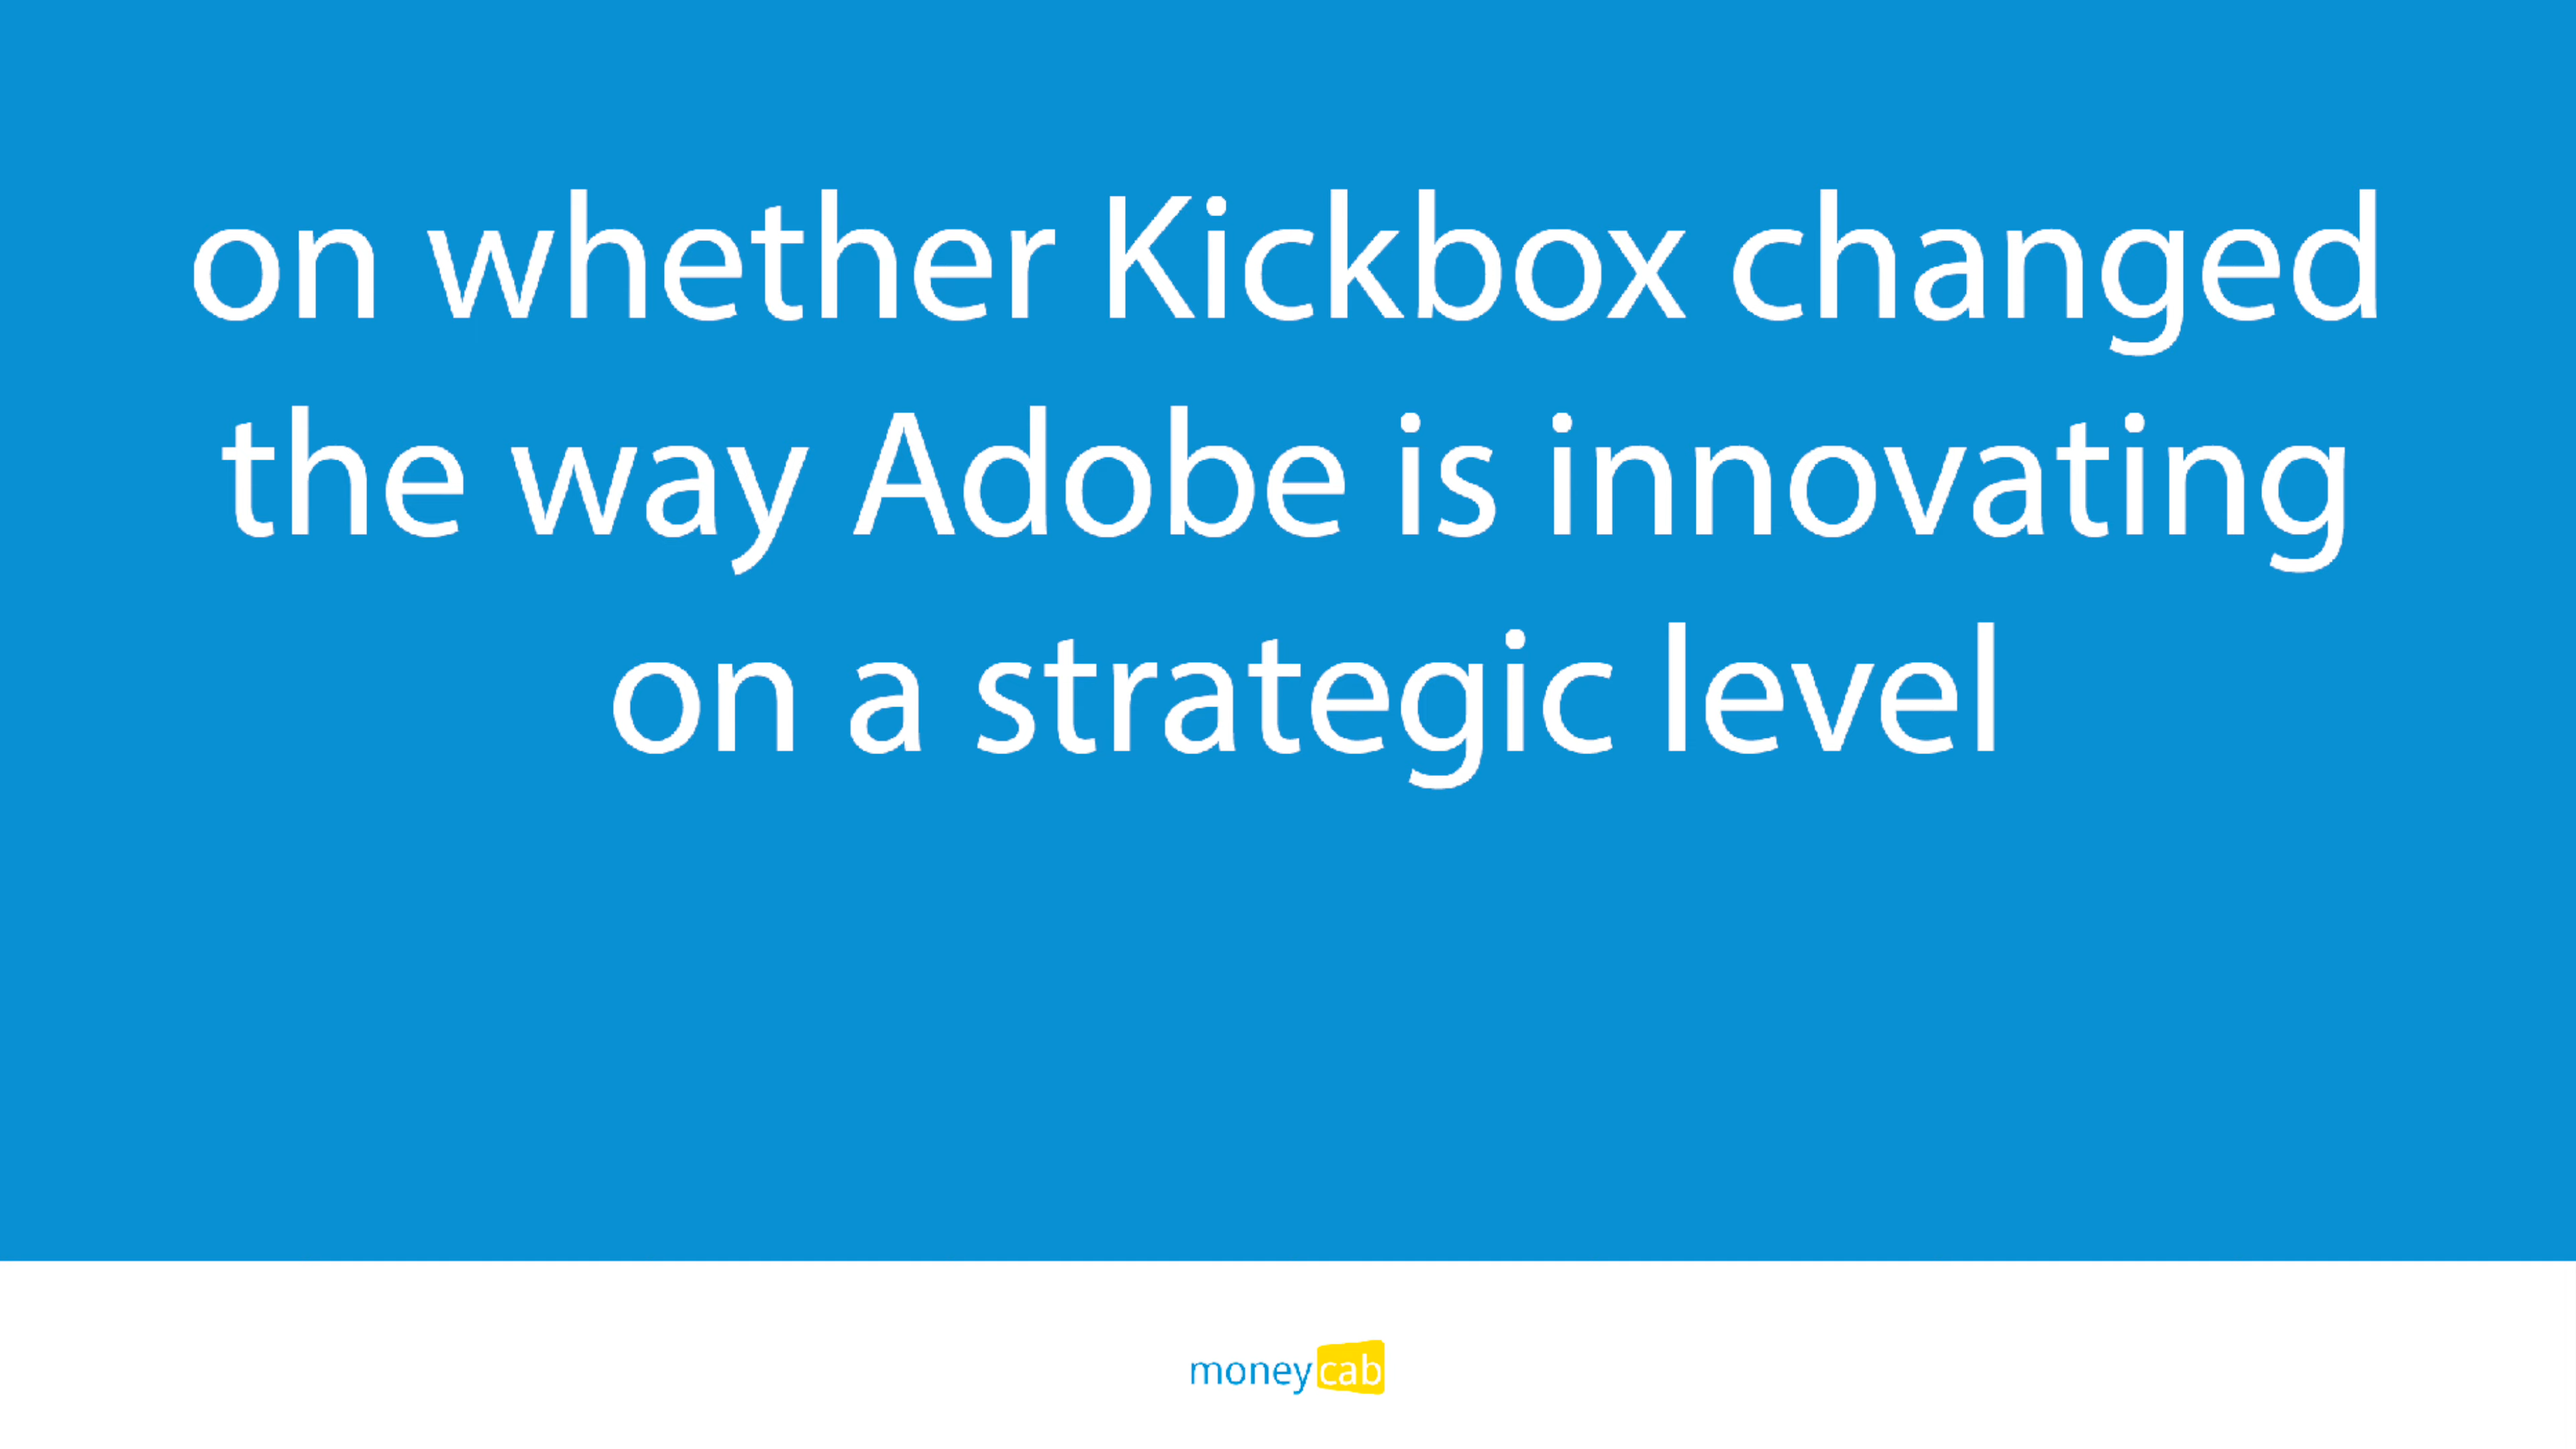 on whether Kickbox changed
the way Adobe is innovating
on a strategic level
moneycab